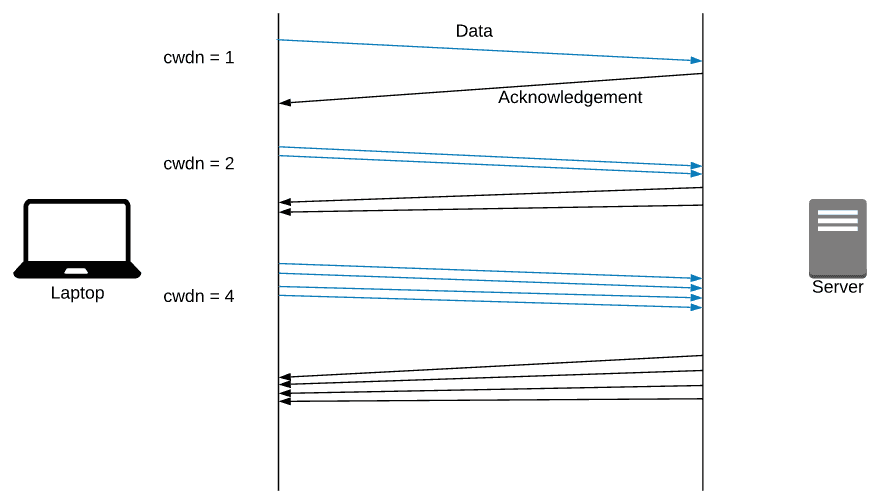 Data
cwdn = 1
Acknowledgement
cwdn = 2
Laptop
cwdn = 4
Server